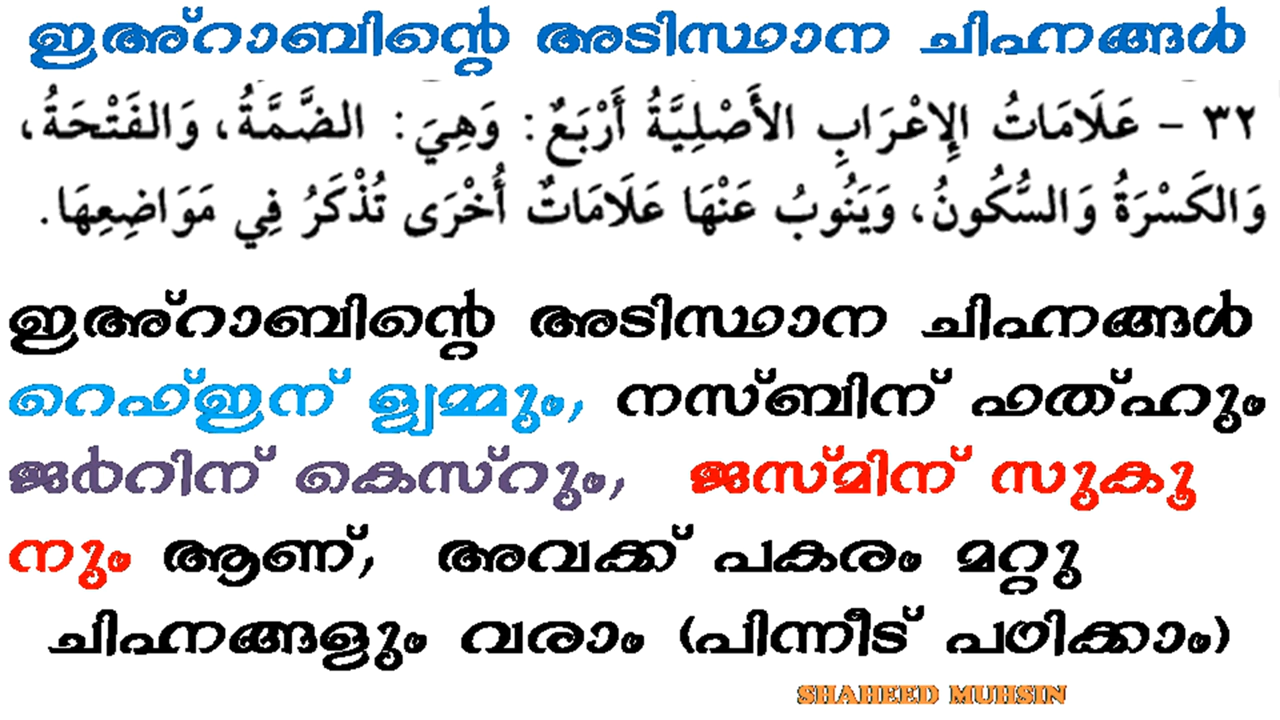 ഇഅ്റാബിന്റെ അടിസ്ഥാന ചിഹ്നങ്ങൾ
٣٢ – عَلَامَاتُ الإِعْرَابِ الأَصْلِيَّةُ أَرْبَعٌ : وَهِيَ : الضَّمَّةُ، وَالفَتْحَةُ،
وَالكَسْرَةُ وَالسُّكُونُ، وَيَنُوبُ عَنْهَا عَلَامَاتٌ أُخْرَى تُذْكَرُ فِي مَوَاضِعِهَا.
ഇഅ്റാബിന്റെ അടിസ്ഥാന ചിഹ്നങ്ങൾ
റെഫ്ഇന് ള്വമ്മും, നസ്ബിന് ഫത്ഹും
ജർറിന് കെസ്റും, ജസ്മിന് സുകൂ
നും ആണ്, അവക്ക് പകരം മറ്റു
ചിഹ്നങ്ങളും വരാം (പിന്നീട് പഠിക്കാം)
SHAHEED MUHSIN